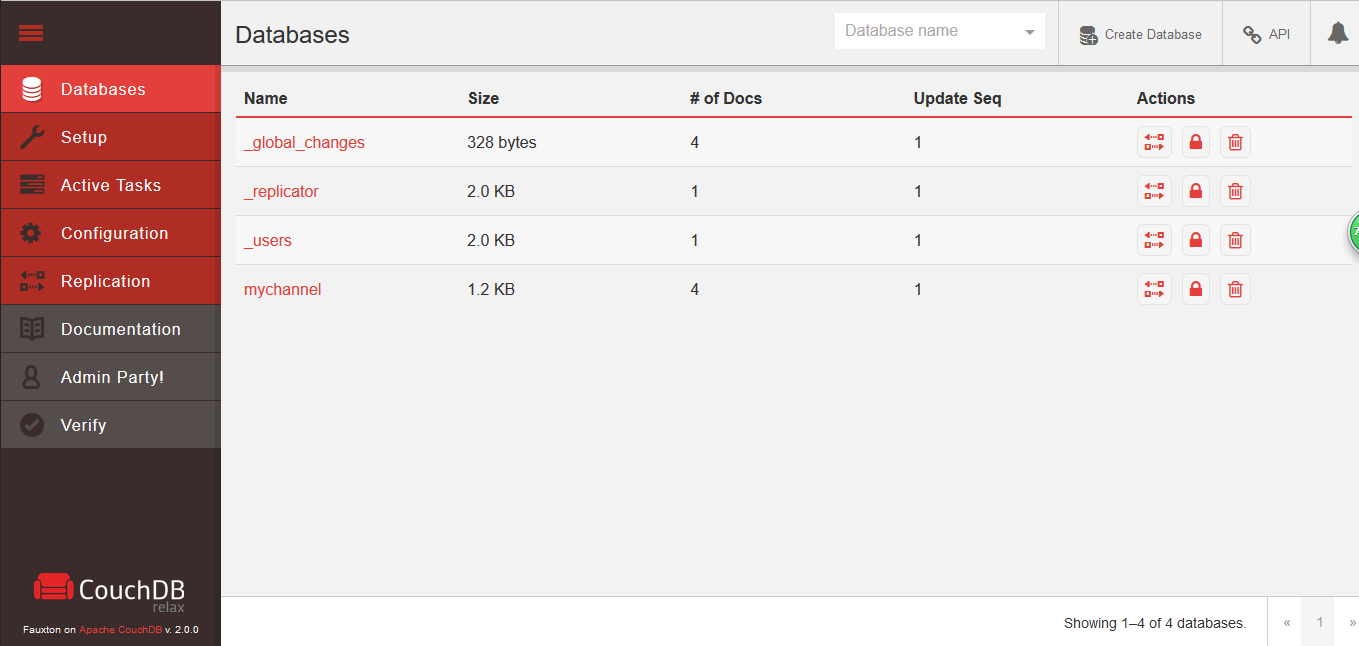 Databases
Database name
Create Database
API
Databases
Setup
Active Tasks
Configuration
Replication
Documentation
Admin Party!
Verify
CouchDB
relax
Fauxton on Apache CouchDB v. 2.0.0
Name Size # of Docs Update Seq Actions
_global_changes 328 bytes 4 1
_replicator 2.0 KB 1 1
_users 2.0 KB 1 1
mychannel 1.2 KB 4 1
Showing 1–4 of 4 databases. « 1 »